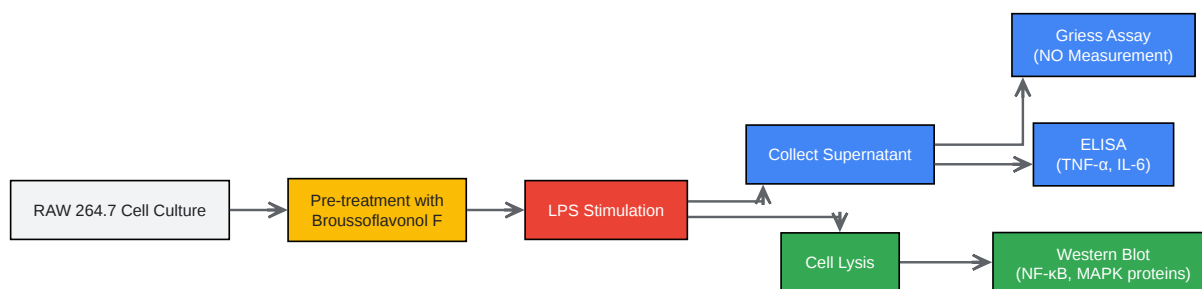 RAW 264.7 Cell Culture
Pre-treatment with
Broussoflavonol F
LPS Stimulation
Collect Supernatant
Griess Assay
(NO Measurement)
ELISA
(TNF-α, IL-6)
Cell Lysis
Western Blot
(NF-κB, MAPK proteins)